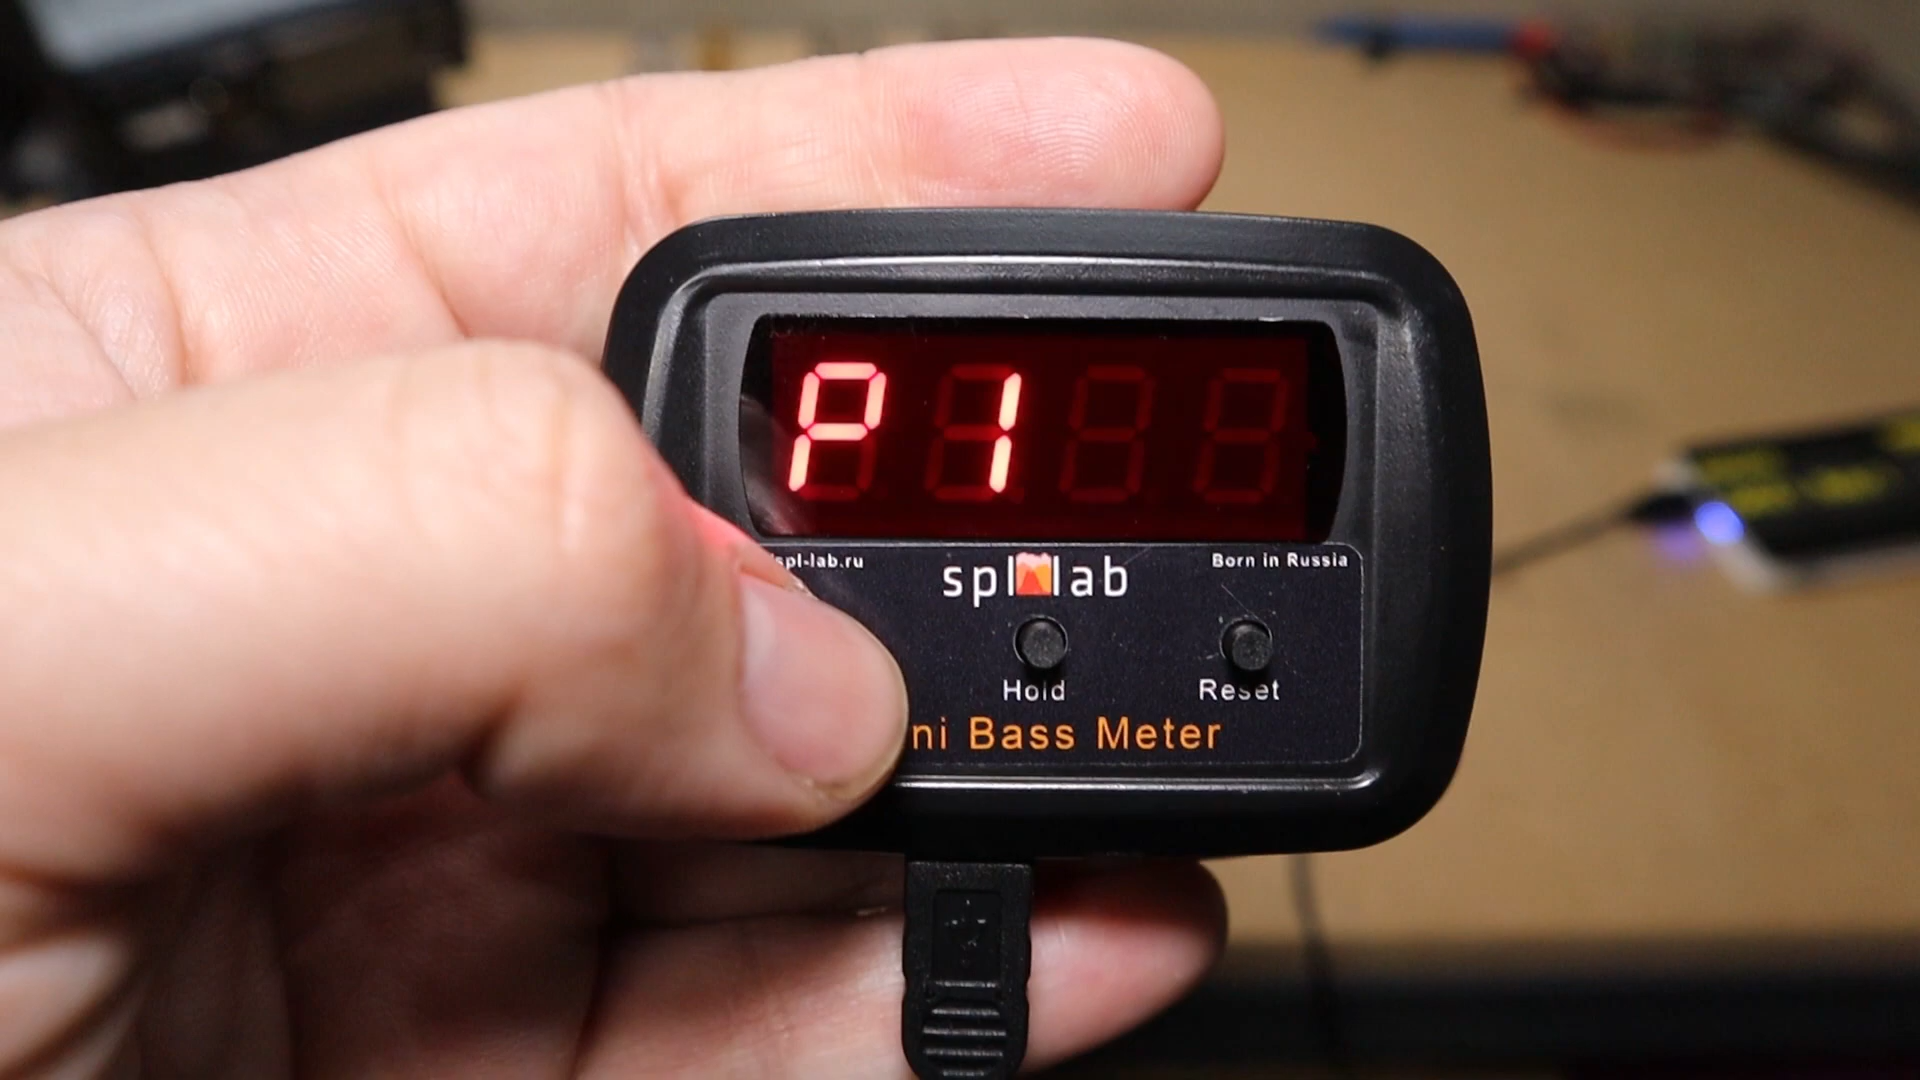 P1
spl-lab.ru
spl lab
Born in Russia
Hold
Reset
ni Bass Meter